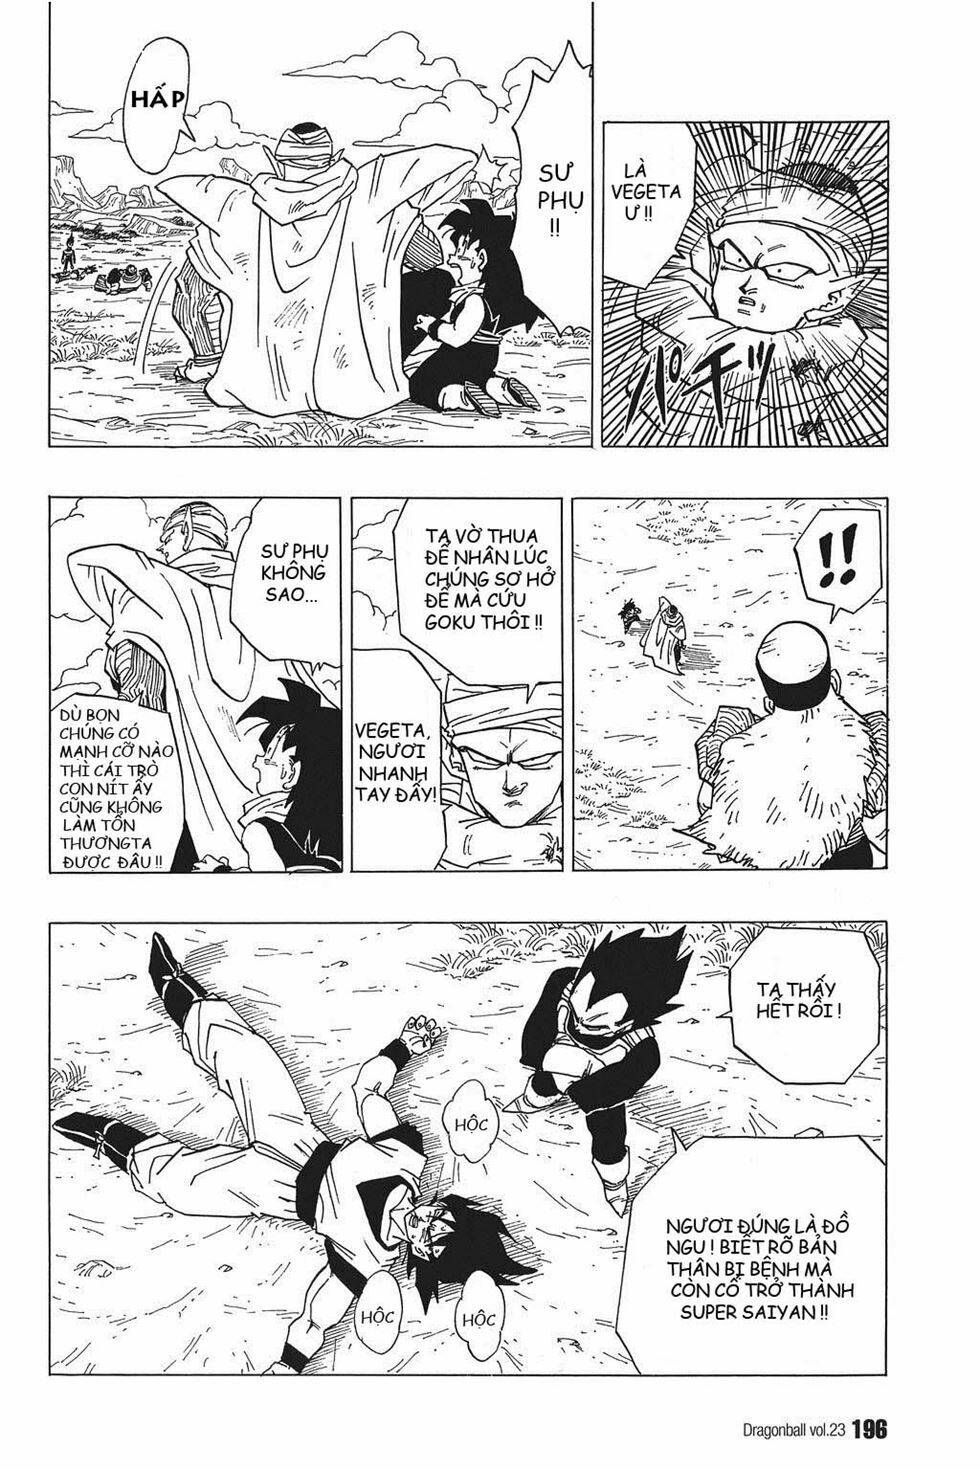 LÀ
VEGETA
Ư !!
パチッ
SƯ
PHỤ
!!
HẤP
!!
TA VỜ THUA
ĐỂ NHÂN LÚC
CHÚNG SƠ HỞ
ĐỂ MÀ CỨU
GOKU THÔI !!
VEGETA,
NGƯƠI
NHANH
TAY ĐẤY!
SƯ PHỤ
KHÔNG
SAO...
DÙ BỌN
CHÚNG CÓ
MẠNH CỠ NÀO
THÌ CÁI TRÒ
CON NÍT ẤY
CŨNG KHÔNG
LÀM TỔN
THƯƠNGTA
ĐƯỢC ĐÂU !!
TA THẤY
HẾT RỒI !
NGƯƠI ĐÚNG LÀ ĐỒ
NGU ! BIẾT RÕ BẢN
THÂN BỊ BỆNH MÀ
CÒN CỐ TRỞ THÀNH
SUPER SAIYAN !!
HỘC
HỘC
HỘC
Dragonball vol.23 196